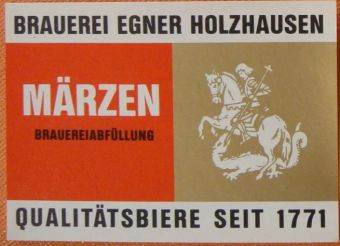 BRAUEREI EGNER HOLZHAUSEN
MÄRZEN
BRAUEREIABFÜLLUNG
QUALITÄTSBIERE SEIT 1771